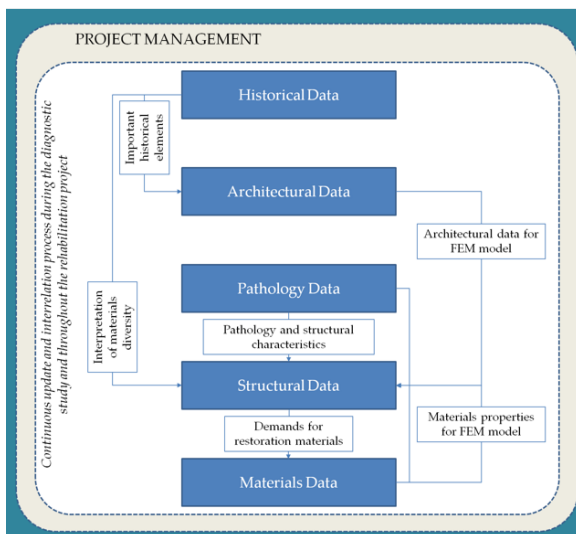 PROJECT MANAGEMENT
Continuous update and interrelation process during the diagnostic
study and throughout the rehabilitation project
Historical Data
Important
historical
elements
Architectural Data
Architectural data for
FEM model
Interpretation
of materials
diversity
Pathology Data
Pathology and structural
characteristics
Structural Data
Demands for
restoration materials
Materials properties
for FEM model
Materials Data